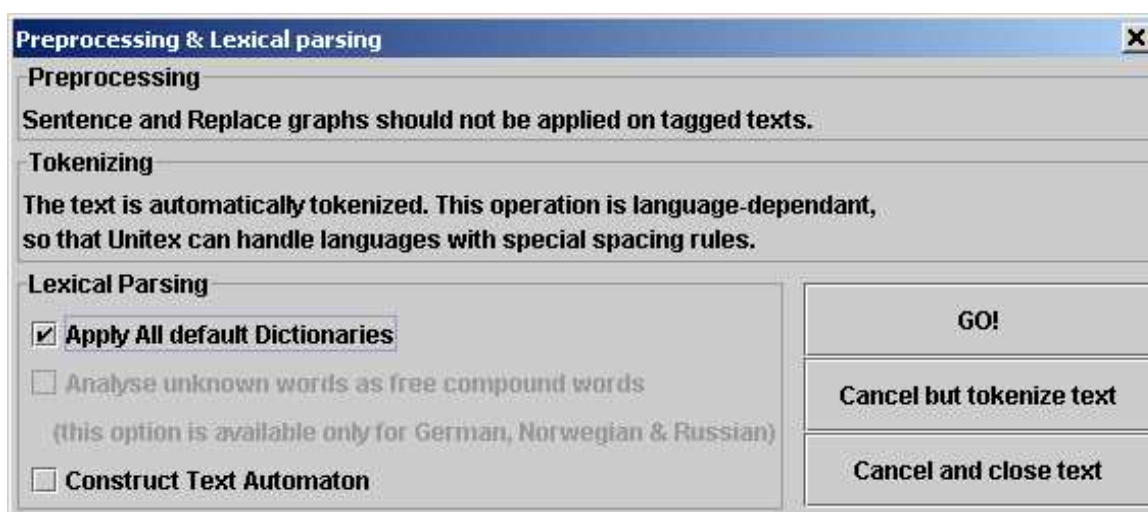 Preprocessing & Lexical parsing
Preprocessing
Sentence and Replace graphs should not be applied on tagged texts.
Tokenizing
The text is automatically tokenized. This operation is language-dependant,
so that Unitex can handle languages with special spacing rules.
Lexical Parsing
Apply All default Dictionaries
Analyse unknown words as free compound words
(this option is available only for German, Norwegian & Russian)
Construct Text Automaton
GO!
Cancel but tokenize text
Cancel and close text